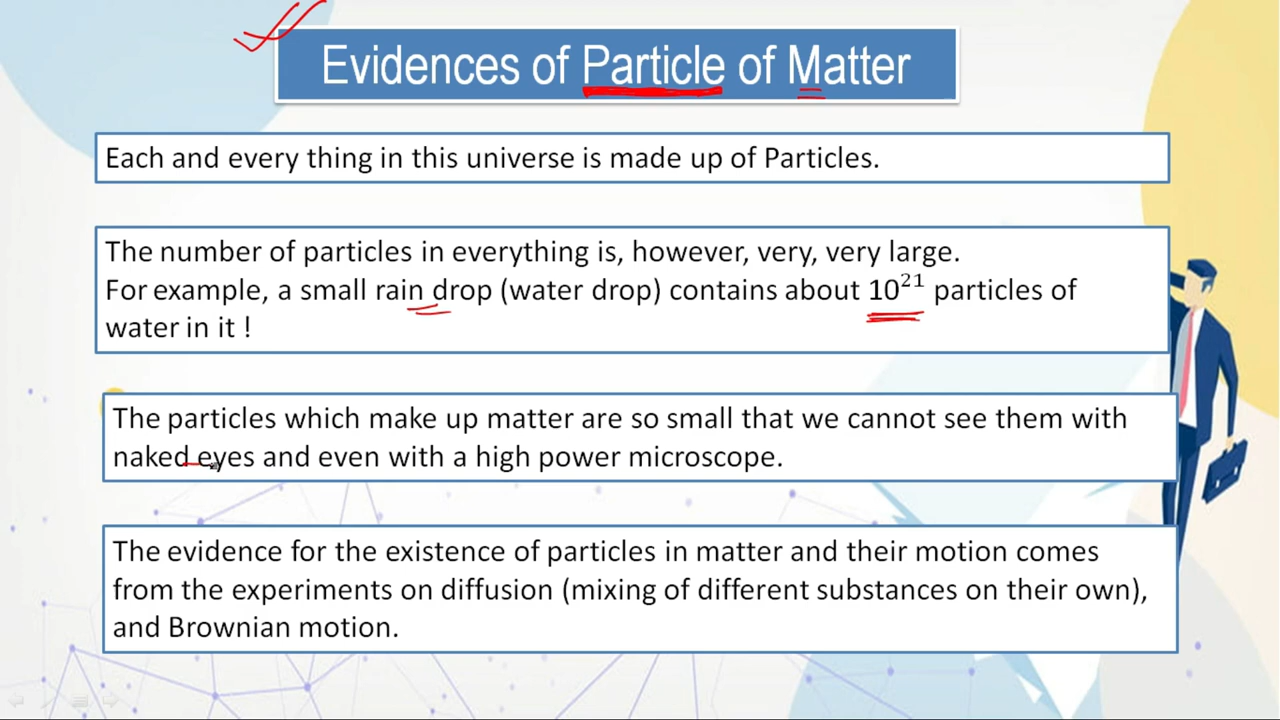 Evidences of Particle of Matter
Each and every thing in this universe is made up of Particles.
The number of particles in everything is, however, very, very large.
For example, a small rain drop (water drop) contains about 10²¹ particles of
water in it !
The particles which make up matter are so small that we cannot see them with
naked eyes and even with a high power microscope.
The evidence for the existence of particles in matter and their motion comes
from the experiments on diffusion (mixing of different substances on their own),
and Brownian motion.